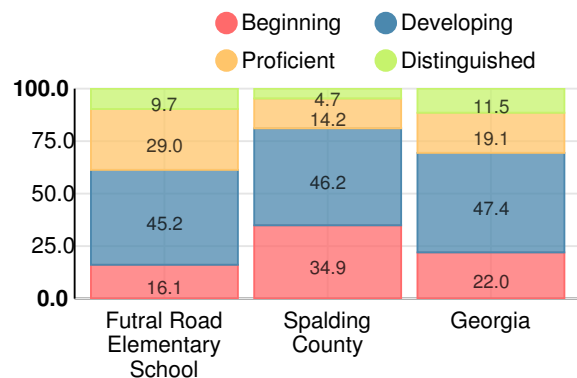 Beginning
Developing
Proficient
Distinguished
100.0
75.0
50.0
25.0
0.0
9.7
29.0
45.2
16.1
4.7
14.2
46.2
34.9
11.5
19.1
47.4
22.0
Futral Road
Elementary
School
Spalding
County
Georgia